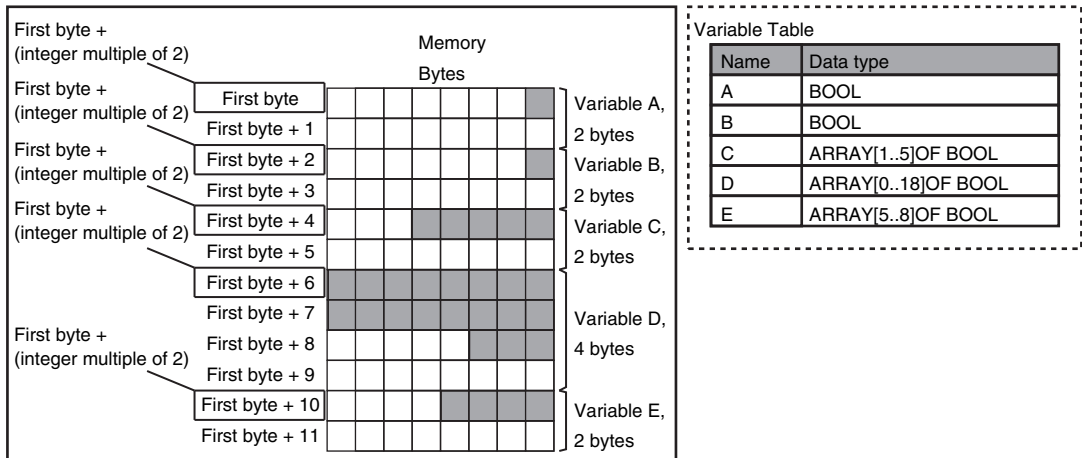 First byte +
(integer multiple of 2)
First byte +
(integer multiple of 2)
First byte +
(integer multiple of 2)
First byte +
(integer multiple of 2)
First byte +
(integer multiple of 2)
Memory
Bytes
First byte
First byte + 1
First byte + 2
First byte + 3
First byte + 4
First byte + 5
First byte + 6
First byte + 7
First byte + 8
First byte + 9
First byte + 10
First byte + 11
Variable A,
2 bytes
Variable B,
2 bytes
Variable C,
2 bytes
Variable D,
4 bytes
Variable E,
2 bytes
Variable Table
Name Data type
A BOOL
B BOOL
C ARRAY[1..5]OF BOOL
D ARRAY[0..18]OF BOOL
E ARRAY[5..8]OF BOOL